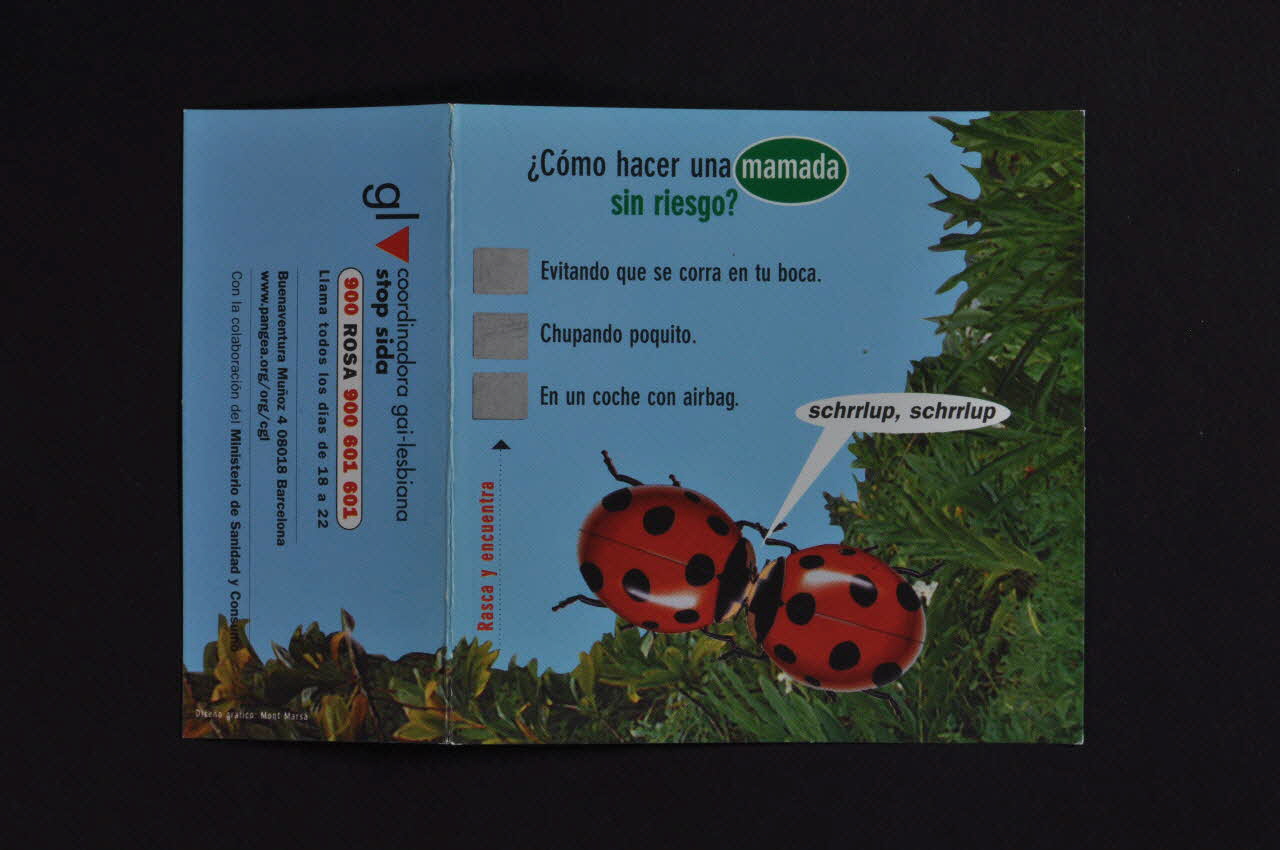 ¿Cómo hacer una mamada
sin riesgo?
Evitando que se corra en tu boca.
Chupando poquito.
En un coche con airbag.
schrrlup, schrrlup
Rasca y encuentra
gl
coordinadora gai-lesbiana
stop sida
900 ROSA 900 601 601
Llama todos los días de 18 a 22
Buenaventura Muñoz 4 08018 Barcelona
www.pangea.org/org/cgl
Con la colaboración del Ministerio de Sanidad y Consumo
Diseño gráfico: Mont Marsà